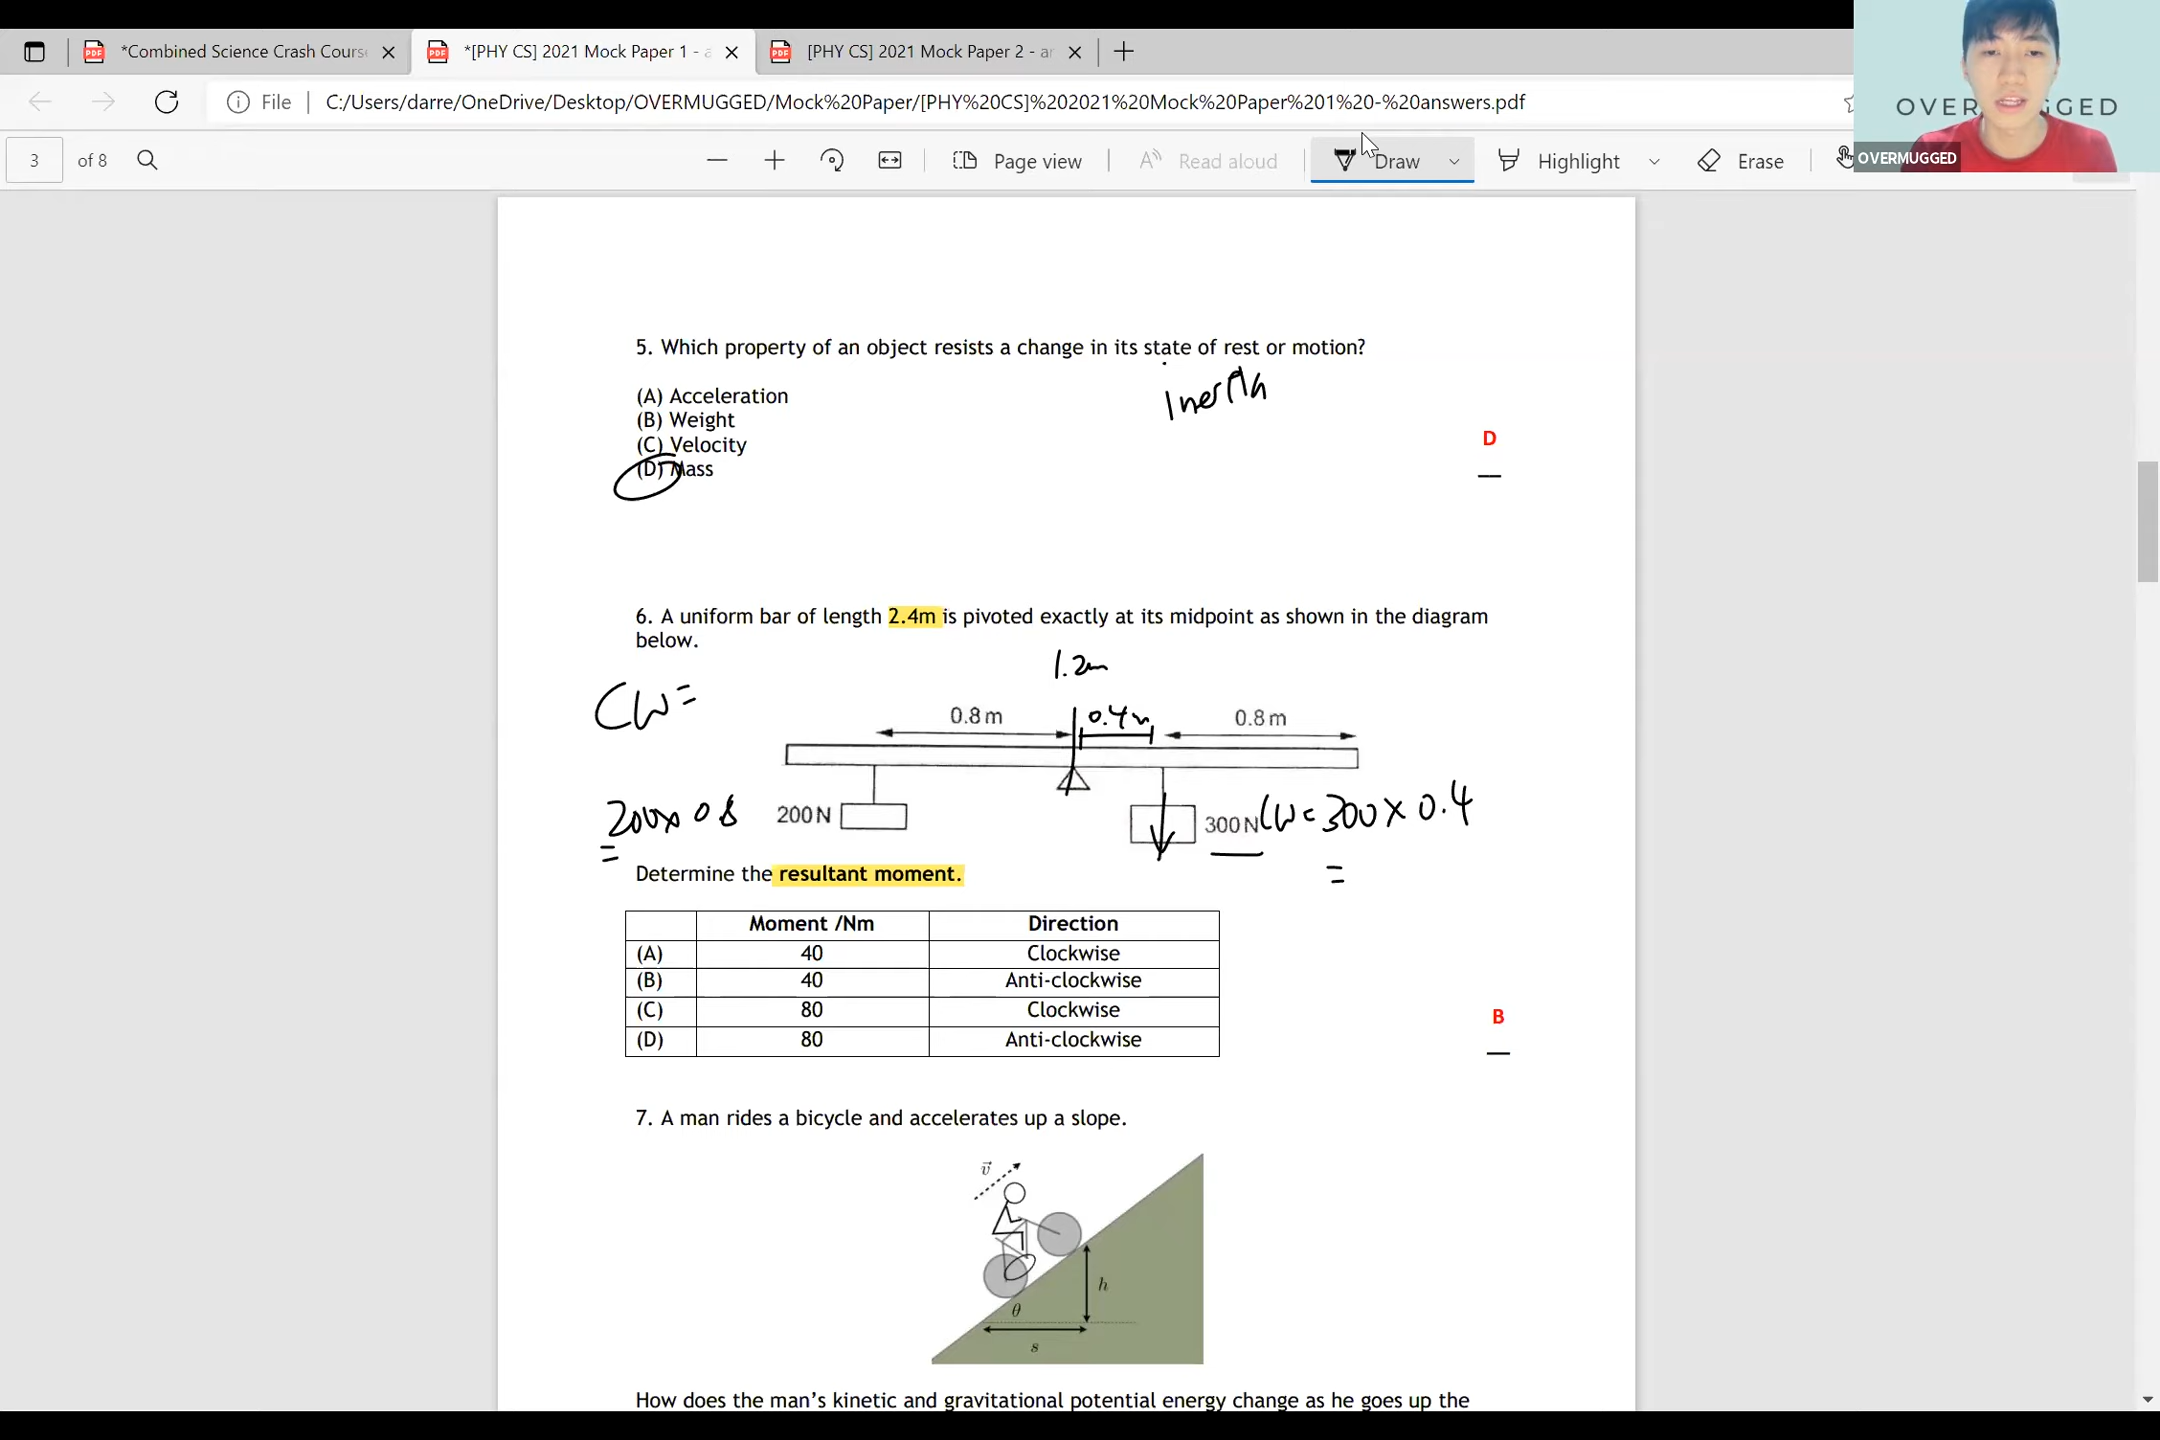 *Combined Science Crash Cours
*[PHY CS] 2021 Mock Paper 1 - a
[PHY CS] 2021 Mock Paper 2 - ar
File
C:/Users/darre/OneDrive/Desktop/OVERMUGGED/Mock%20Paper/[PHY%20CS]%202021%20Mock%20Paper%201%20-%20answers.pdf
OVERMUGGED
3 of 8
Page view
Read aloud
Draw
Highlight
Erase
OVERMUGGED
5. Which property of an object resists a change in its state of rest or motion?
Inertia
(A) Acceleration
(B) Weight
(C) Velocity
(D) Mass
D
6. A uniform bar of length 2.4m is pivoted exactly at its midpoint as shown in the diagram
below.
1.2m
CW =
0.8 m
0.4m
0.8 m
200 x 0.8
=
200 N
300 N
CW = 300 x 0.4
=
Determine the resultant moment.
Moment /Nm Direction
(A) 40 Clockwise
(B) 40 Anti-clockwise
(C) 80 Clockwise
(D) 80 Anti-clockwise
B
7. A man rides a bicycle and accelerates up a slope.
v
h
θ
s
How does the man's kinetic and gravitational potential energy change as he goes up the